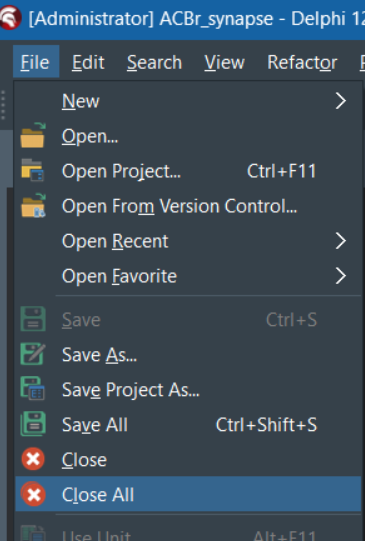 [Administrator] ACBr_synapse - Delphi 12
File Edit Search View Refactor
New
Open...
Open Project... Ctrl+F11
Open From Version Control...
Open Recent
Open Favorite
Save Ctrl+S
Save As...
Save Project As...
Save All Ctrl+Shift+S
Close
Close All
Use Unit Alt+F11